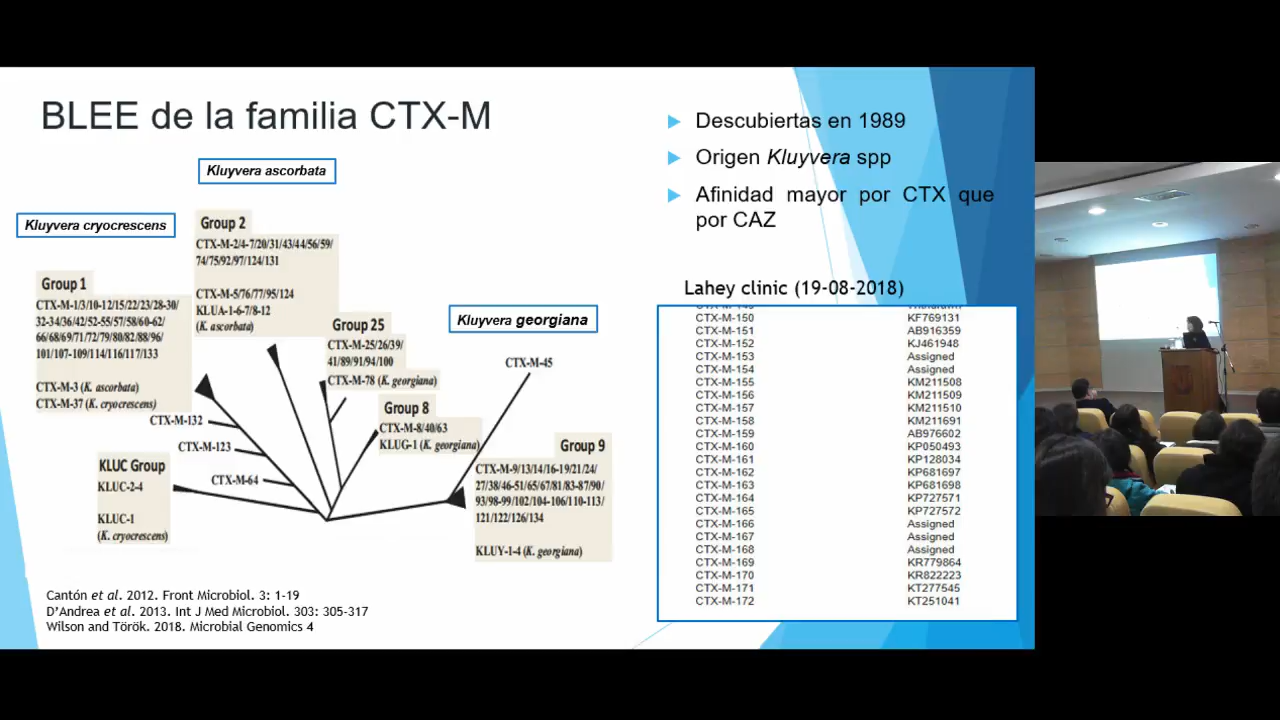 BLEE de la familia CTX-M
Kluyvera ascorbata
Kluyvera cryocrescens
Group 2
CTX-M-2/4-7/20/31/43/44/56/59/
74/75/92/97/124/131
CTX-M-5/76/77/95/124
KLUA-1-6-7/8-12
(K. ascorbata)
Group 1
CTX-M-1/3/10-12/15/22/23/28-30/
32-34/36/42/52-55/57/58/60-62/
66/68/69/71/72/79/80/82/88/96/
101/107-109/114/116/117/133
CTX-M-3 (K. ascorbata)
CTX-M-37 (K. cryocrescens)
Group 25
CTX-M-25/26/39/
41/89/91/94/100
CTX-M-78 (K. georgiana)
Kluyvera georgiana
CTX-M-45
Group 8
CTX-M-8/40/63
KLUG-1 (K. georgiana)
CTX-M-132
CTX-M-123
CTX-M-64
KLUC Group
KLUC-2-4
KLUC-1
(K. cryocrescens)
Group 9
CTX-M-9/13/14/16-19/21/24/
27/38/46-51/65/67/81/83-87/90/
93/98-99/102/104-106/110-113/
121/122/126/134
KLUY-1-4 (K. georgiana)
Cantón et al. 2012. Front Microbiol. 3: 1-19
D'Andrea et al. 2013. Int J Med Microbiol. 303: 305-317
Wilson and Török. 2018. Microbial Genomics 4
Descubiertas en 1989
Origen Kluyvera spp
Afinidad mayor por CTX que
por CAZ
Lahey clinic (19-08-2018)
CTX-M-150 KF769131
CTX-M-151 AB916359
CTX-M-152 KJ461948
CTX-M-153 Assigned
CTX-M-154 Assigned
CTX-M-155 KM211508
CTX-M-156 KM211509
CTX-M-157 KM211510
CTX-M-158 KM211691
CTX-M-159 AB976602
CTX-M-160 KP050493
CTX-M-161 KP128034
CTX-M-162 KP681697
CTX-M-163 KP681698
CTX-M-164 KP727571
CTX-M-165 KP727572
CTX-M-166 Assigned
CTX-M-167 Assigned
CTX-M-168 Assigned
CTX-M-169 KR779864
CTX-M-170 KR822223
CTX-M-171 KT277545
CTX-M-172 KT251041